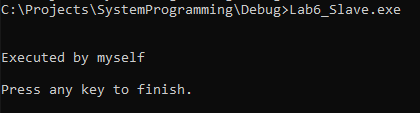 C:\Projects\SystemProgramming\Debug>Lab6_Slave.exe
Executed by myself
Press any key to finish.